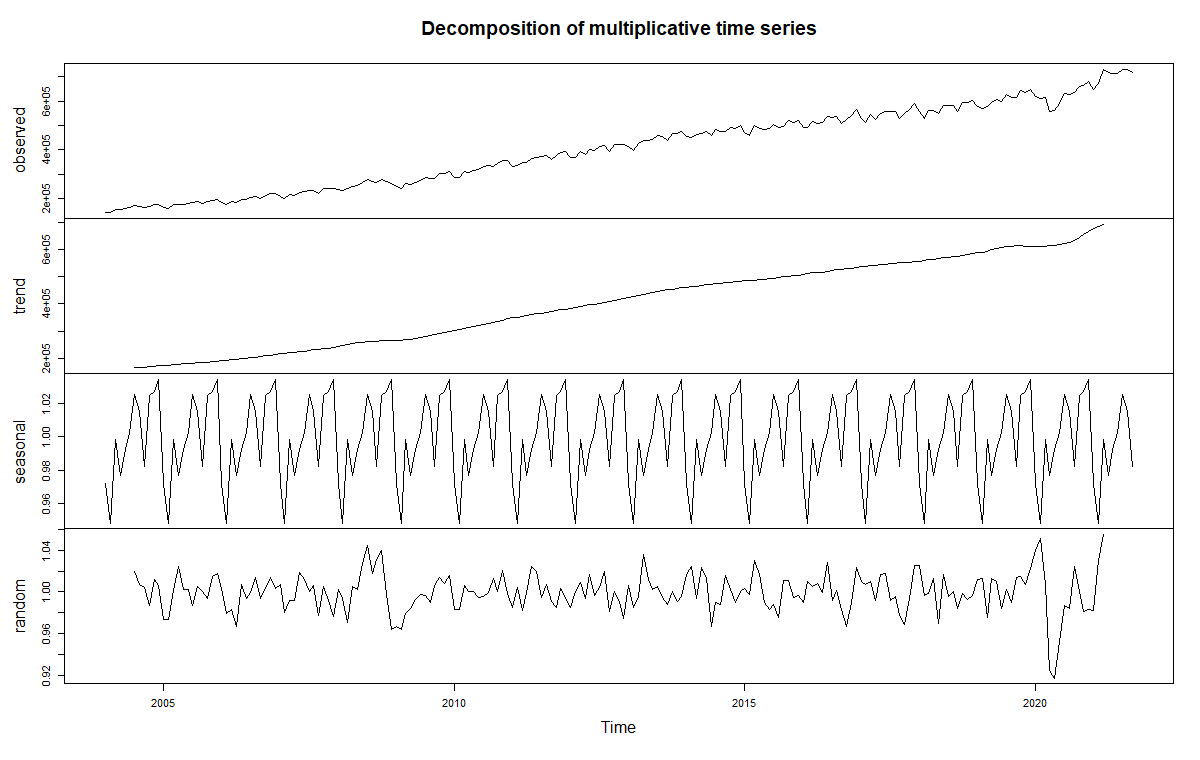 Decomposition of multiplicative time series
observed
2e+05 4e+05 6e+05
trend
2e+05 4e+05 6e+05
seasonal
0.96 0.98 1.00 1.02
random
0.92 0.96 1.00 1.04
2005 2010 2015 2020
Time